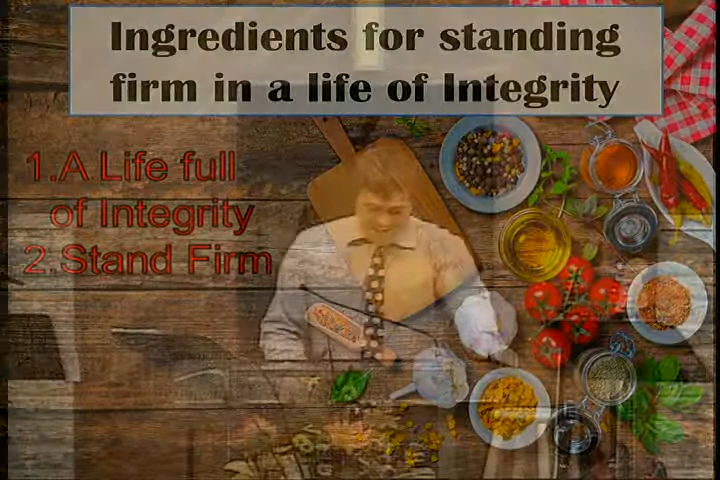 Ingredients for standing
firm in a life of Integrity
1.A Life full
of Integrity
2.Stand Firm